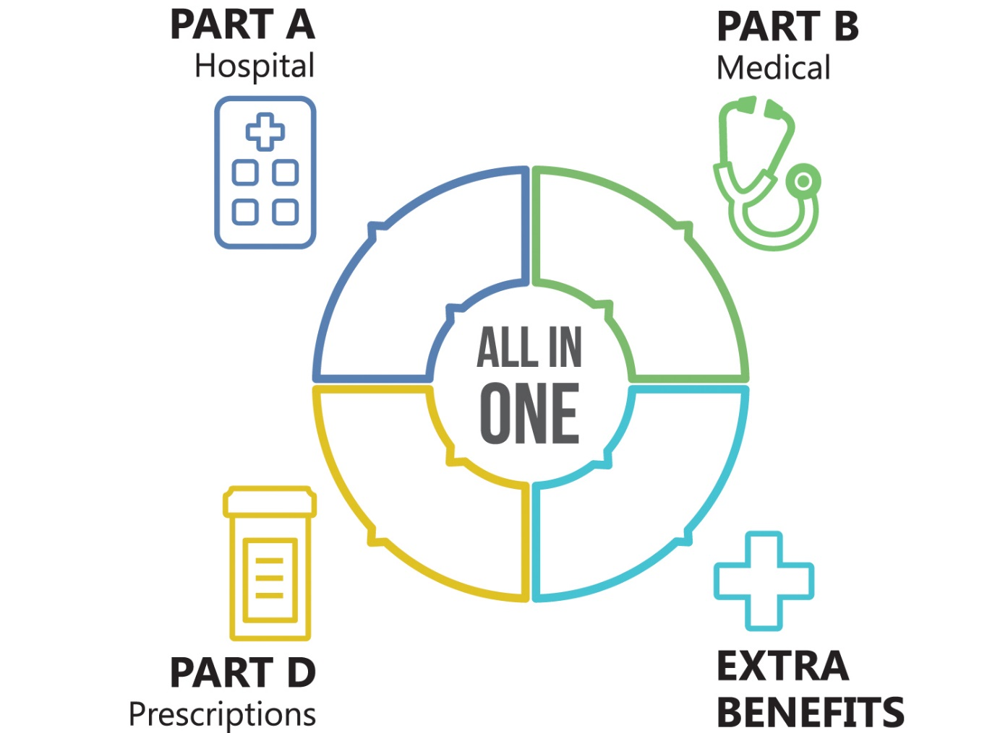 PART A
Hospital
PART B
Medical
ALL IN
ONE
PART D
Prescriptions
EXTRA
BENEFITS